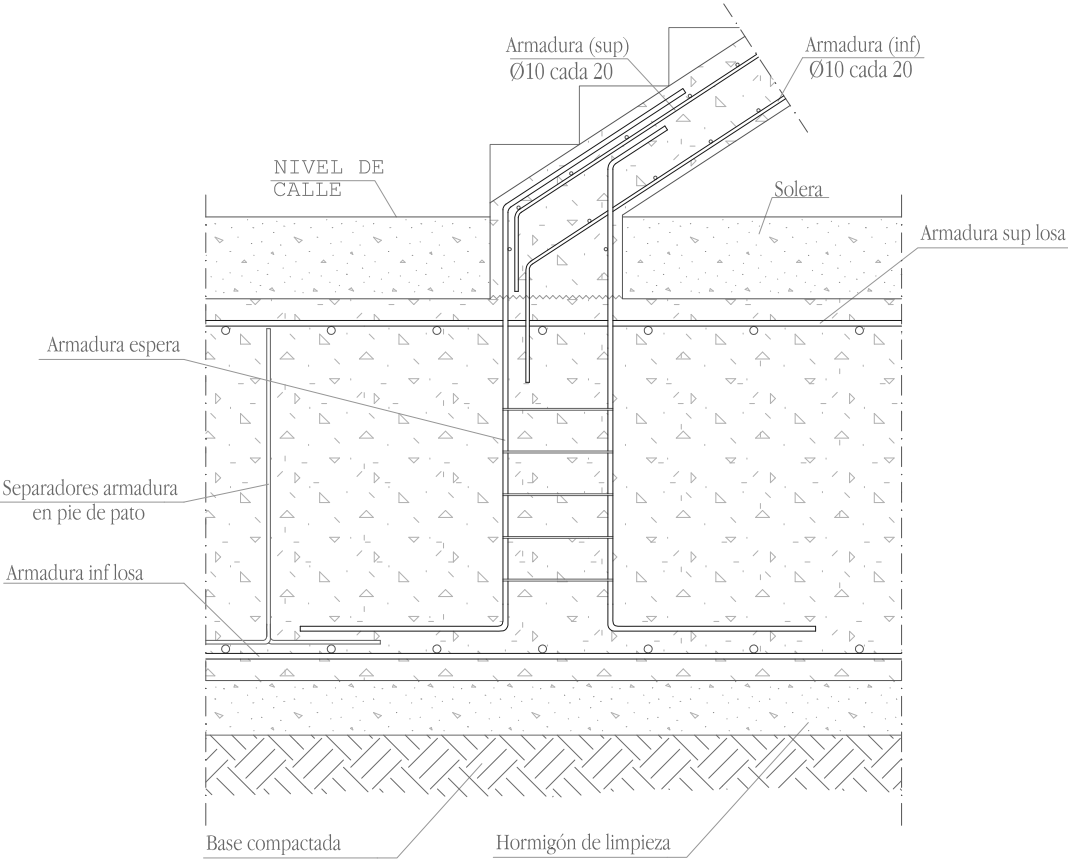 Armadura (sup)
Ø10 cada 20
Armadura (inf)
Ø10 cada 20
NIVEL DE
CALLE
Solera
Armadura sup losa
Armadura espera
Separadores armadura
en pie de pato
Armadura inf losa
Base compactada
Hormigón de limpieza